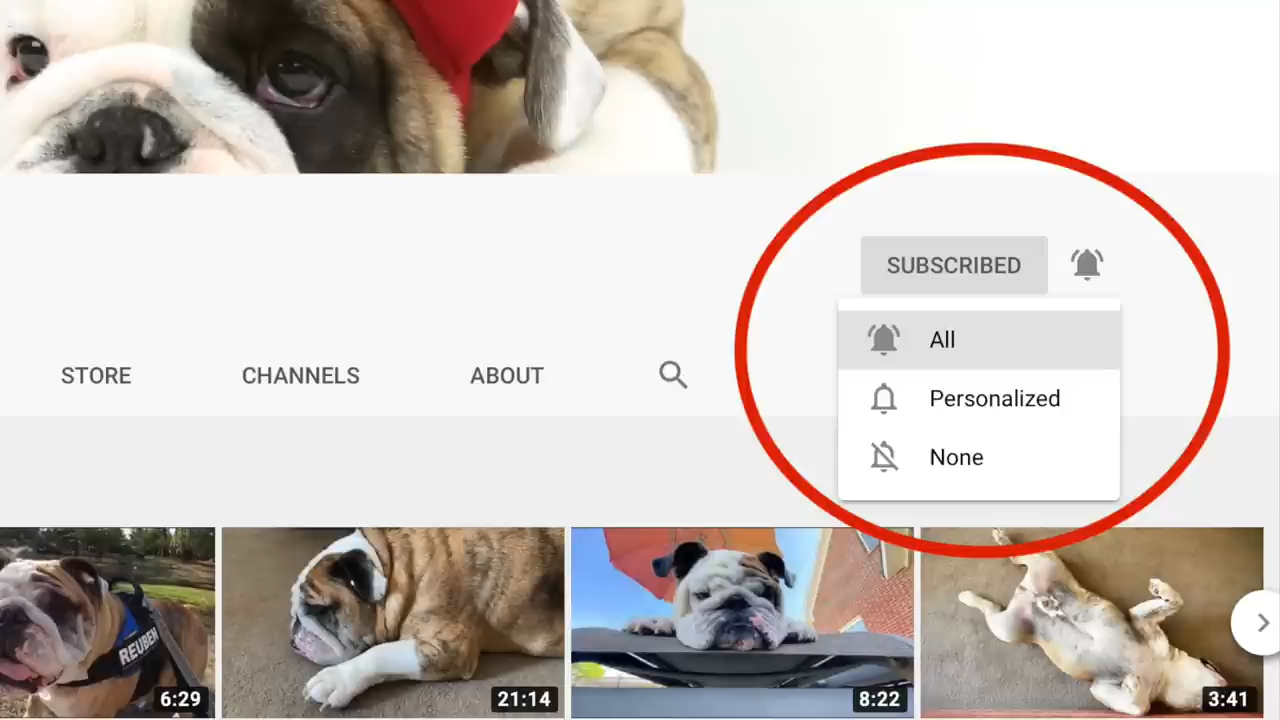 SUBSCRIBED
All
STORE
CHANNELS
ABOUT
Personalized
None
REUBEN
6:29
21:14
8:22
3:41